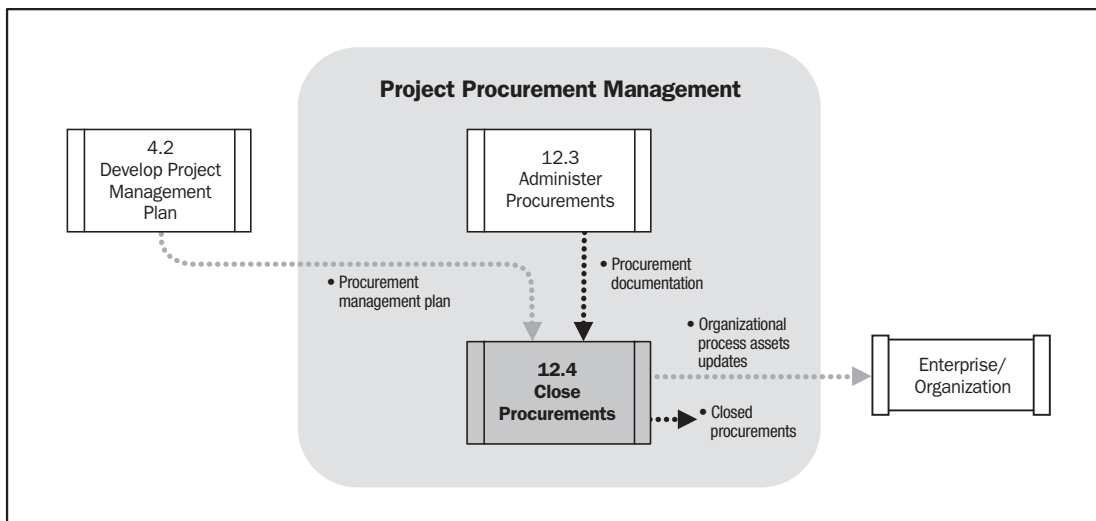 Project Procurement Management
4.2
Develop Project
Management
Plan
12.3
Administer
Procurements
• Procurement
management plan
• Procurement
documentation
• Organizational
process assets
updates
12.4
Close
Procurements
• Closed
procurements
Enterprise/
Organization